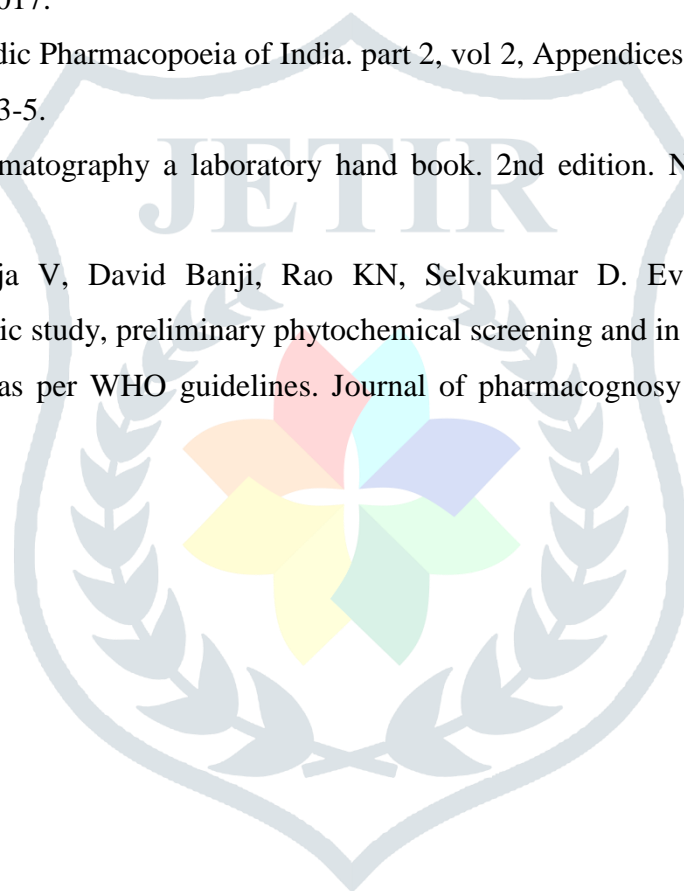 017.
dic Pharmacopoeia of India. part 2, vol 2, Appendices
3-5.
matography a laboratory hand book. 2nd edition. N
JETIR
ja V, David Banji, Rao KN, Selvakumar D. Ev
ic study, preliminary phytochemical screening and in
as per WHO guidelines. Journal of pharmacognosy